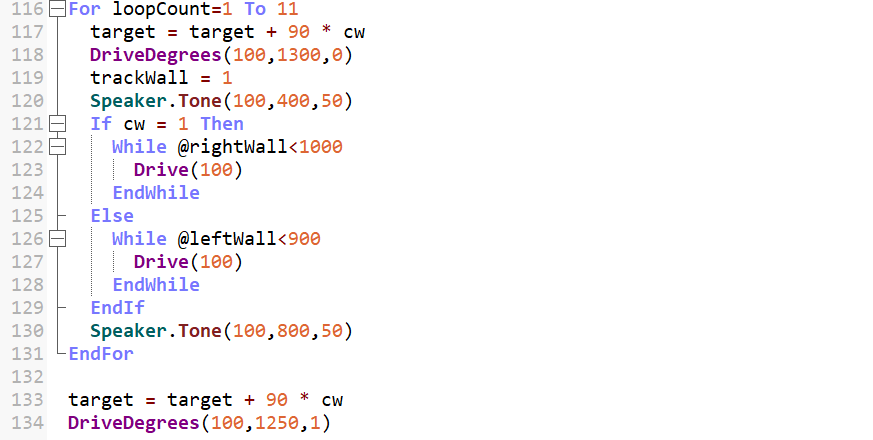 116 For loopCount=1 To 11
117 target = target + 90 * cw
118 DriveDegrees(100,1300,0)
119 trackWall = 1
120 Speaker.Tone(100,400,50)
121 If cw = 1 Then
122 While @rightWall<1000
123 Drive(100)
124 EndWhile
125 Else
126 While @leftWall<900
127 Drive(100)
128 EndWhile
129 EndIf
130 Speaker.Tone(100,800,50)
131 EndFor
132
133 target = target + 90 * cw
134 DriveDegrees(100,1250,1)